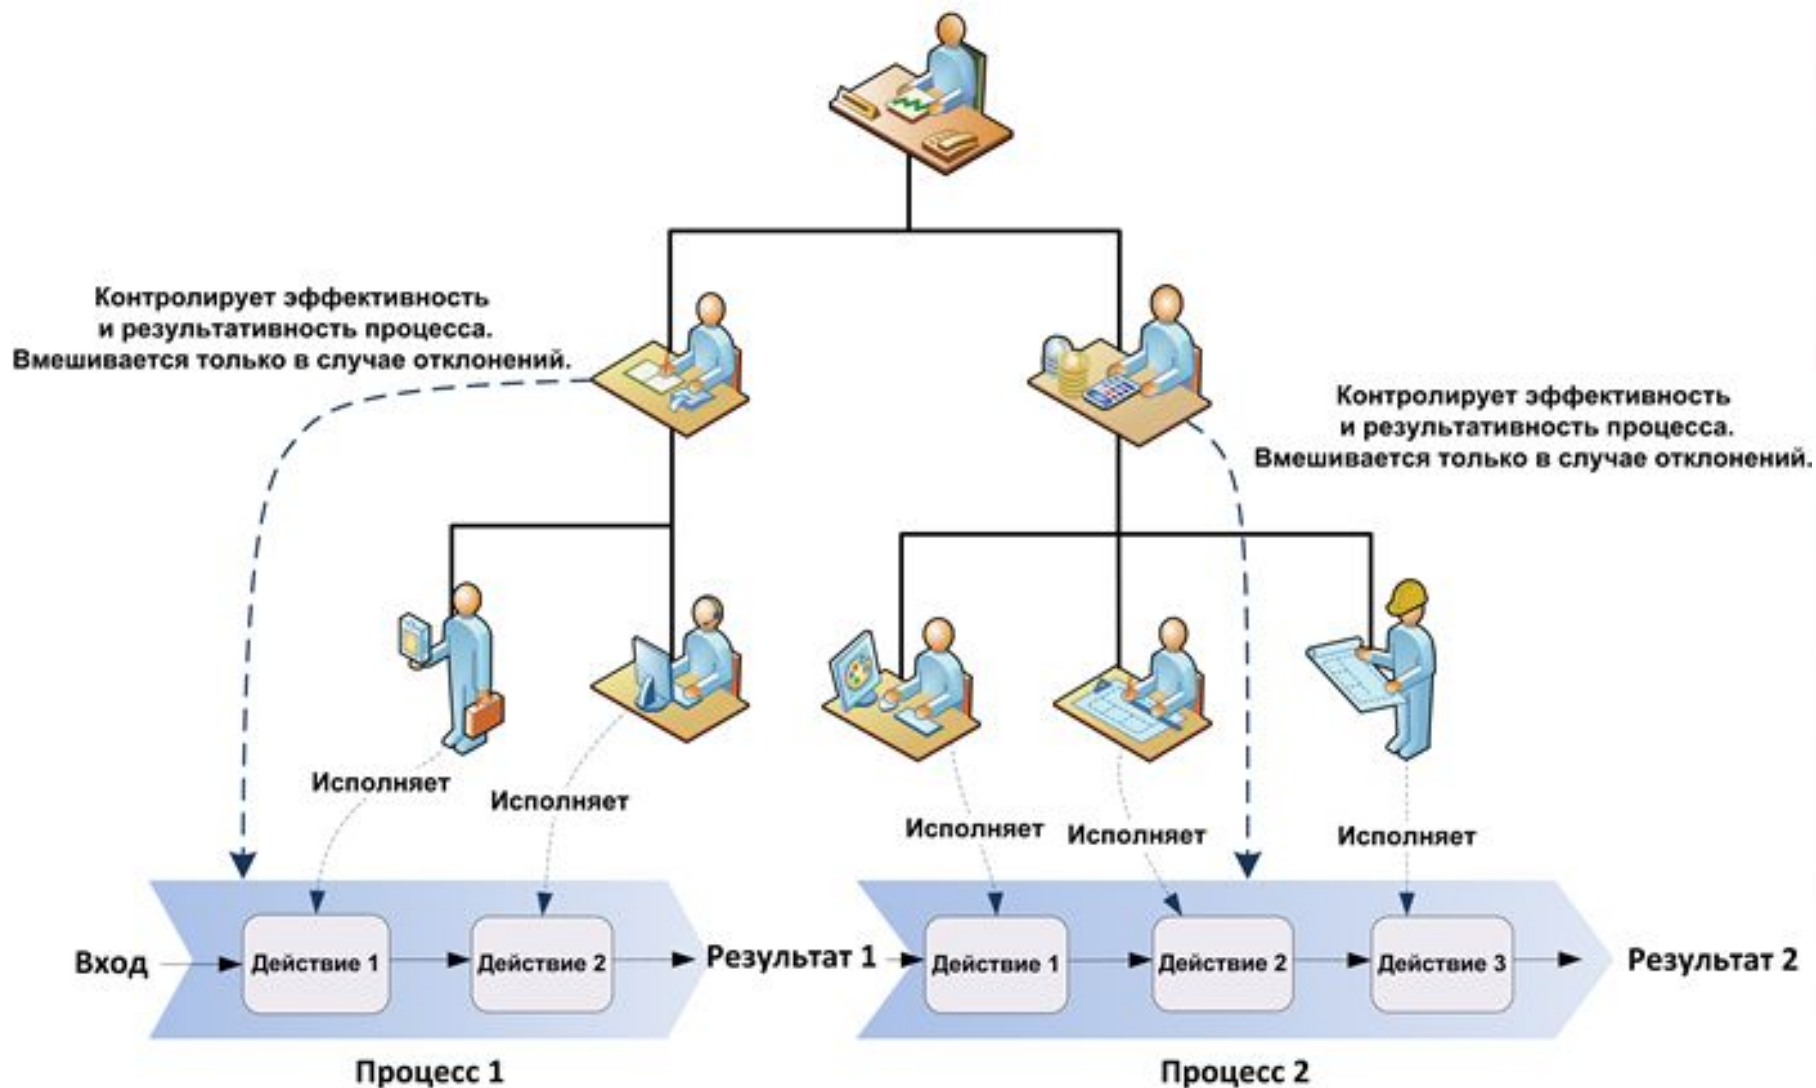 Контролирует эффективность
и результативность процесса.
Вмешивается только в случае отклонений.
Контролирует эффективность
и результативность процесса.
Вмешивается только в случае отклонений.
Исполняет
Исполняет
Исполняет
Исполняет
Исполняет
Вход
Действие 1
Действие 2
Результат 1
Действие 1
Действие 2
Действие 3
Результат 2
Процесс 1
Процесс 2